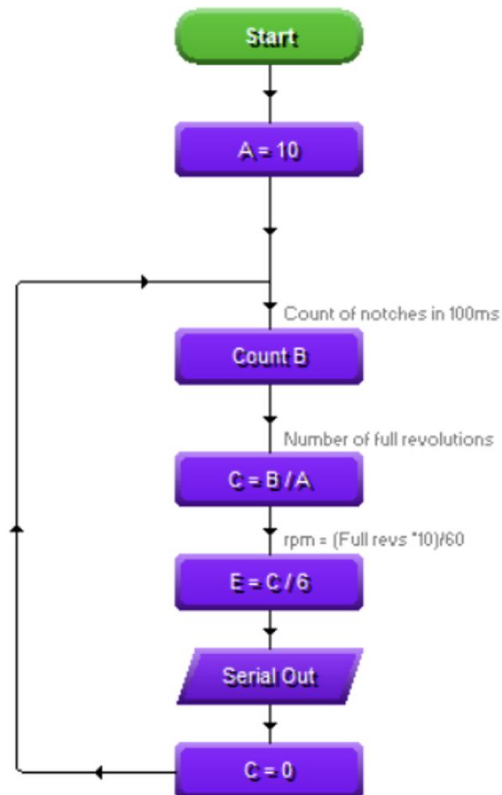 Start
A = 10
Count of notches in 100ms
Count B
Number of full revolutions
C = B / A
rpm = (Full revs *10)/60
E = C / 6
Serial Out
C = 0